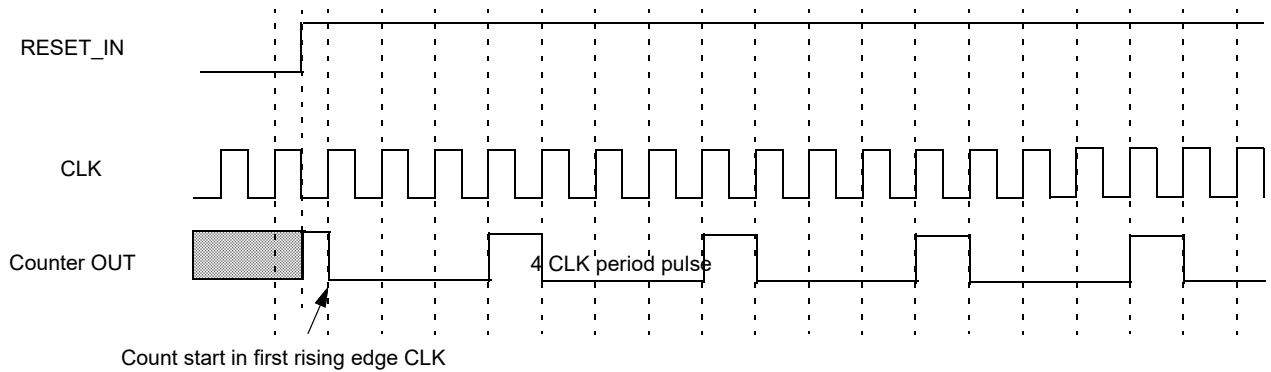 RESET_IN
CLK
Counter OUT
4 CLK period pulse
Count start in first rising edge CLK